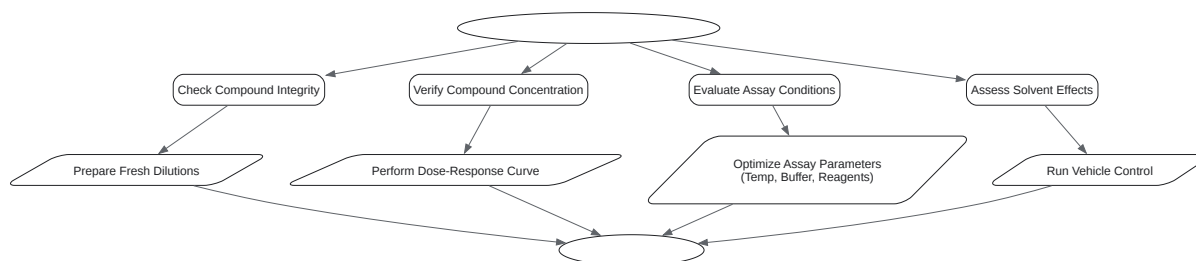 Check Compound Integrity
Verify Compound Concentration
Evaluate Assay Conditions
Assess Solvent Effects
Prepare Fresh Dilutions
Perform Dose-Response Curve
Optimize Assay Parameters
(Temp, Buffer, Reagents)
Run Vehicle Control